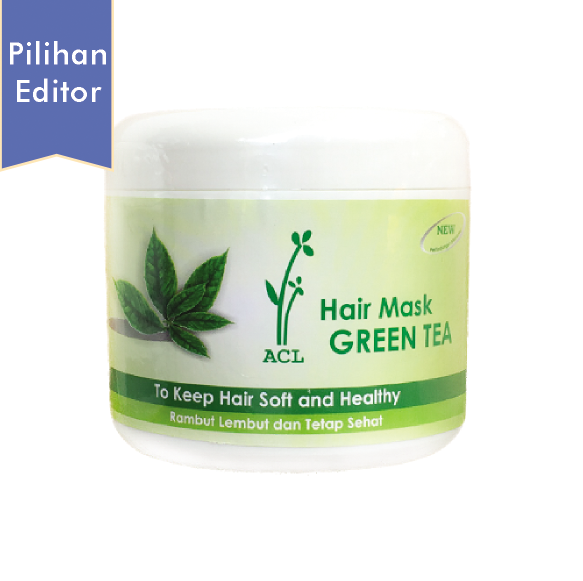 Pilihan
Editor
NEW
ACL
Hair Mask
GREEN TEA
To Keep Hair Soft and Healthy
Rambut Lembut dan Tetap Sehat